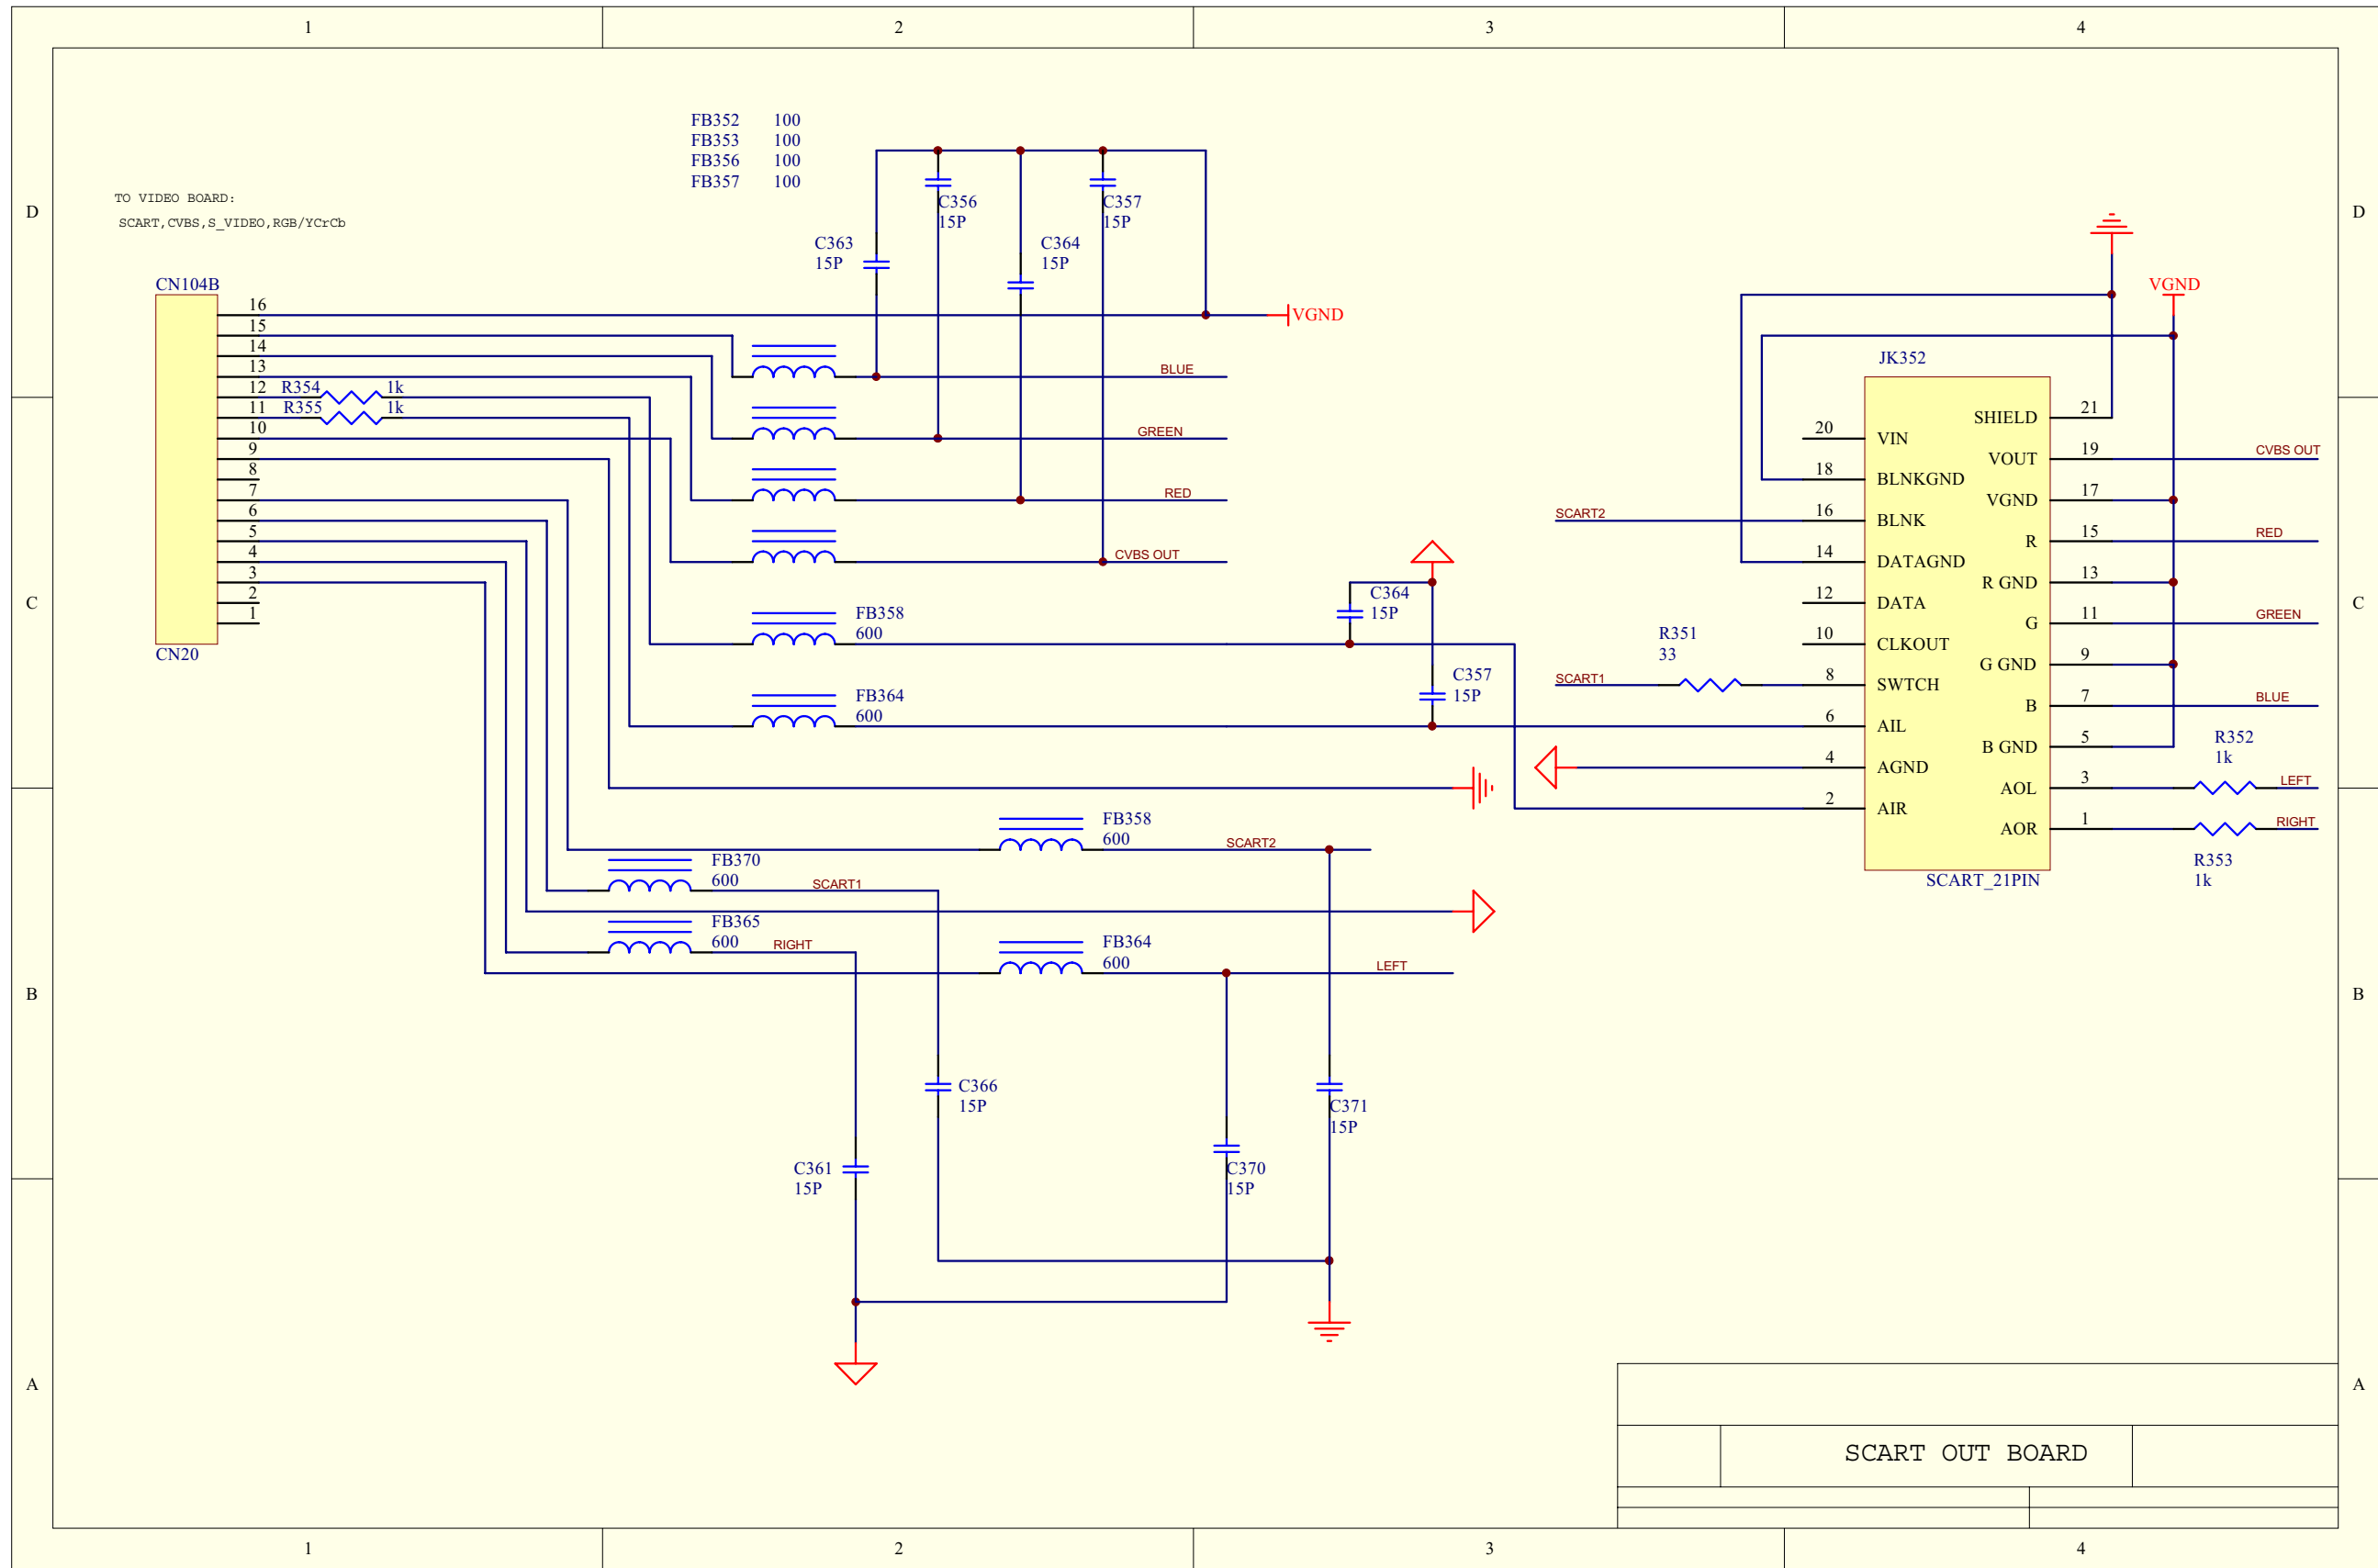 1 2 3 4
D D
C C
B B
A A
FB352 100
FB353 100
FB356 100
FB357 100
TO VIDEO BOARD:
SCART,CVBS,S_VIDEO,RGB/YCrCb
CN104B
16
15
14
13
12
11
10
9
8
7
6
5
4
3
2
1
CN20
R354 1k
R355 1k
C363
15P
C356
15P
C364
15P
C357
15P
VGND
BLUE
GREEN
RED
CVBS OUT
FB358
600
FB364
600
C364
15P
C357
15P
FB358
600
SCART2
FB370
600
SCART1
FB365
600
RIGHT
FB364
600
LEFT
C366
15P
C371
15P
C361
15P
C370
15P
VGND
JK352
20 VIN
18 BLNKGND
16 BLNK
14 DATAGND
12 DATA
10 CLKOUT
8 SWTCH
6 AIL
4 AGND
2 AIR
SHIELD 21
VOUT 19
VGND 17
R 15
R GND 13
G 11
G GND 9
B 7
B GND 5
AOL 3
AOR 1
SCART_21PIN
SCART2
R351
33
SCART1
CVBS OUT
RED
GREEN
BLUE
R352
1k
LEFT
RIGHT
R353
1k
SCART OUT BOARD
1 2 3 4